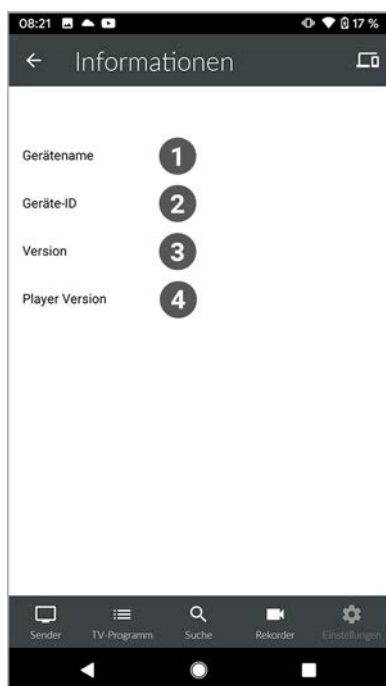 08:21 17 %
Informationen
Gerätename 1
Geräte-ID 2
Version 3
Player Version 4
Sender TV-Programm Suche Rekorder Einstellungen